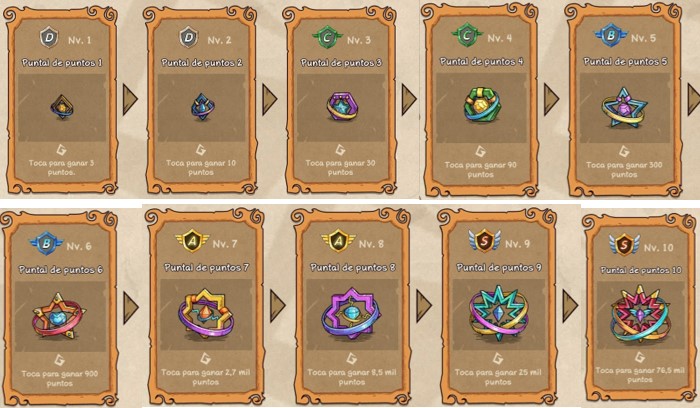 D Nv. 1
Puntal de puntos 1
Toca para ganar 3
puntos.
D Nv. 2
Puntal de puntos 2
Toca para ganar 10
puntos
C Nv. 3
Puntal de puntos 3
Toca para ganar 30
puntos
C Nv. 4
Puntal de puntos 4
Toca para ganar 90
puntos
B Nv. 5
Puntal de puntos 5
Toca para ganar 300
puntos
B Nv. 6
Puntal de puntos 6
Toca para ganar 900
puntos
A Nv. 7
Puntal de puntos 7
Toca para ganar 2,7 mil
puntos
A Nv. 8
Puntal de puntos 8
Toca para ganar 8,5 mil
puntos
S Nv. 9
Puntal de puntos 9
Toca para ganar 25 mil
puntos
S Nv. 10
Puntal de puntos 10
Toca para ganar 76,5 mil
puntos